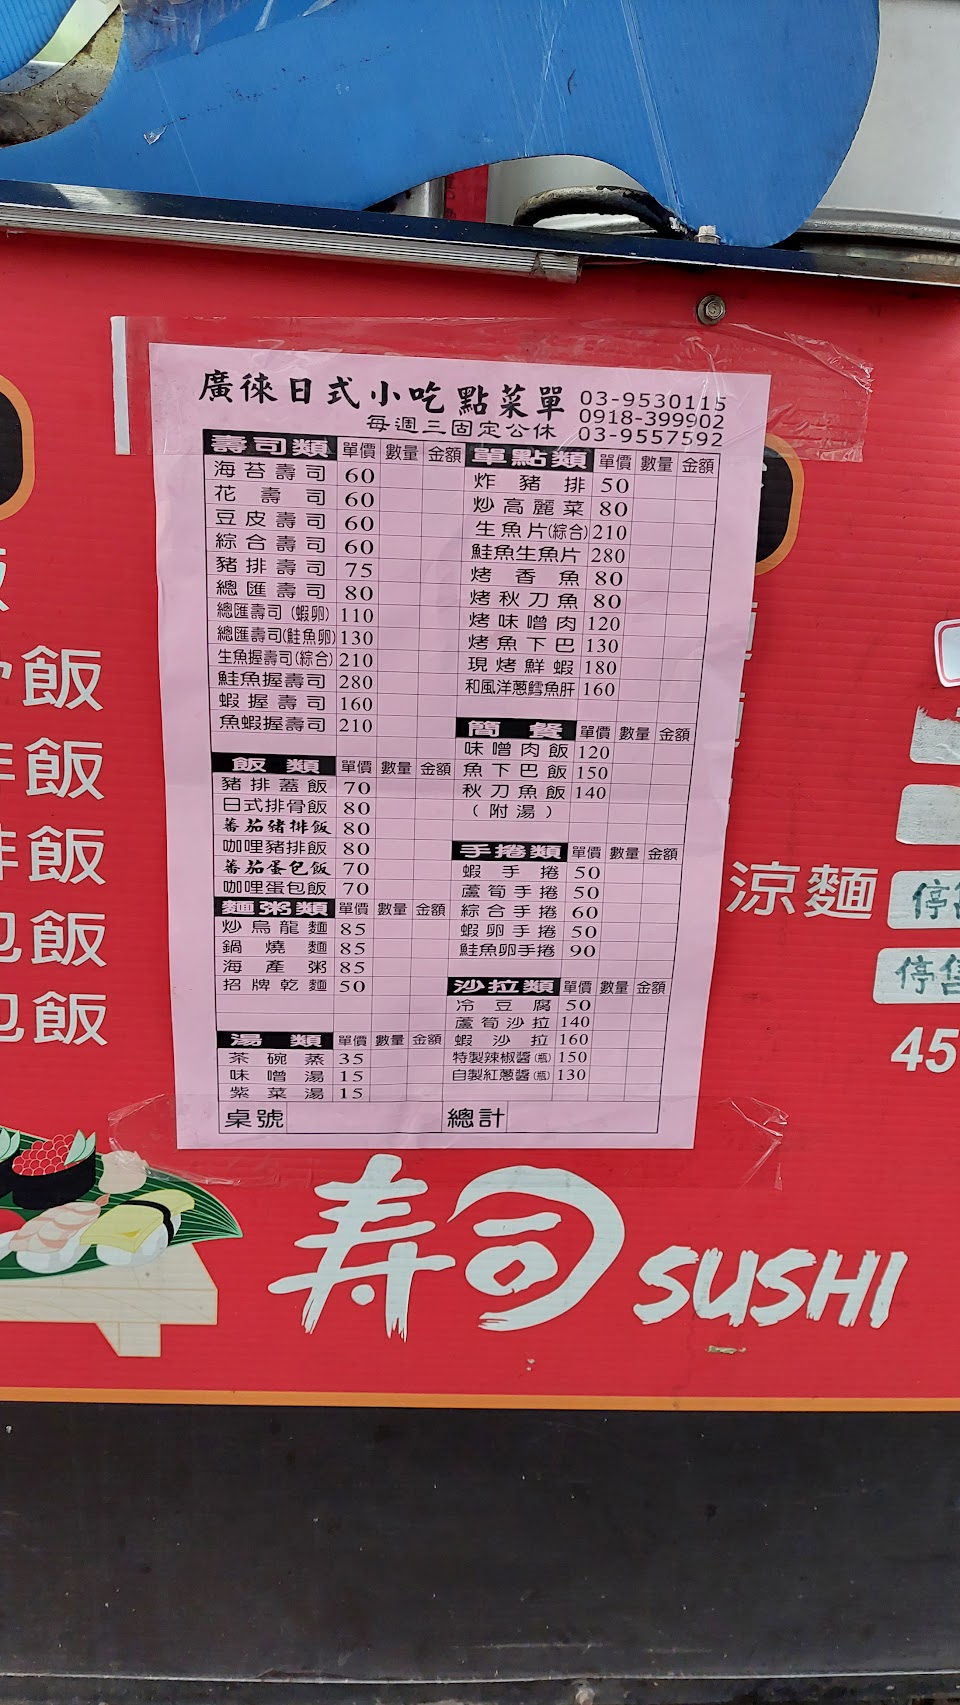 廣徠日式小吃點菜單 03-9530115
0918-399902
每週三固定公休 03-9557592
壽司類 單價 數量 金額
海苔壽司 60
花壽司 60
豆皮壽司 60
綜合壽司 60
豬排壽司 75
總匯壽司 80
總匯壽司(蝦卵) 110
總匯壽司(鮭魚卵) 130
生魚握壽司(綜合) 210
鮭魚握壽司 280
蝦握壽司 160
魚蝦握壽司 210
飯類 單價 數量 金額
豬排蓋飯 70
日式排骨飯 80
蕃茄豬排飯 80
咖哩豬排飯 80
蕃茄蛋包飯 70
咖哩蛋包飯 70
麵粥類 單價 數量 金額
炒烏龍麵 85
鍋燒麵 85
海產粥 85
招牌乾麵 50
湯類 單價 數量 金額
茶碗蒸 35
味噌湯 15
紫菜湯 15
桌號
單點類 單價 數量 金額
炸豬排 50
炒高麗菜 80
生魚片(綜合) 210
鮭魚生魚片 280
烤香魚 80
烤秋刀魚 80
烤味噌肉 120
烤魚下巴 130
現烤鮮蝦 180
和風洋蔥鱈魚肝 160
簡餐 單價 數量 金額
味噌肉飯 120
魚下巴飯 150
秋刀魚飯 140
(附湯)
手捲類 單價 數量 金額
蝦手捲 50
蘆筍手捲 50
綜合手捲 60
蝦卵手捲 50
鮭魚卵手捲 90
沙拉類 單價 數量 金額
冷豆腐 50
蘆筍沙拉 140
蝦沙拉 160
特製辣椒醬(瓶) 150
自製紅蔥醬(瓶) 130
總計
飯
飯
飯
包飯
包飯
涼麵
停
停售
45
寿司 SUSHI